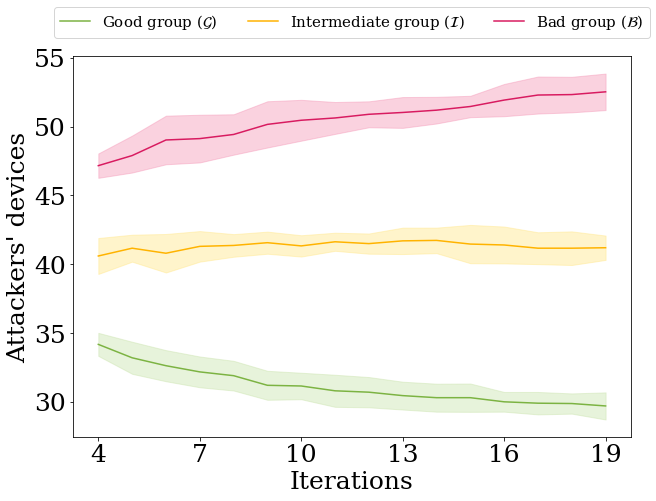 Good group (𝒢) Intermediate group (ℐ) Bad group (ℬ)
55
50
45
40
35
30
Attackers' devices
4 7 10 13 16 19
Iterations